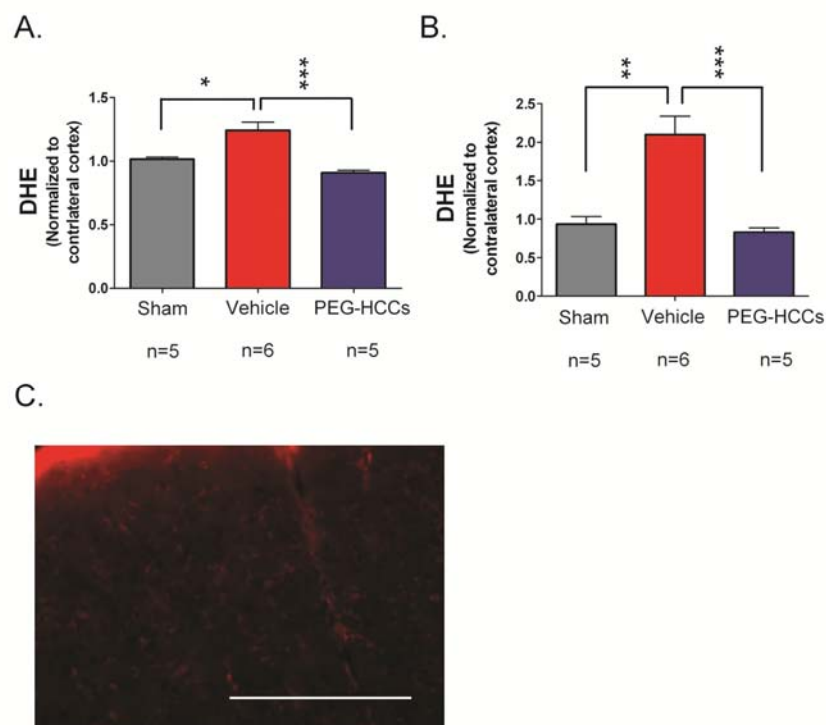 A.
*
***
1.5
1.0
0.5
0.0
DHE
(Normalized to
contrlateral cortex)
Sham Vehicle PEG-HCCs
n=5 n=6 n=5
B.
**
***
2.5
2.0
1.5
1.0
0.5
0.0
DHE
(Normalized to
contralateral cortex)
Sham Vehicle PEG-HCCs
n=5 n=6 n=5
C.